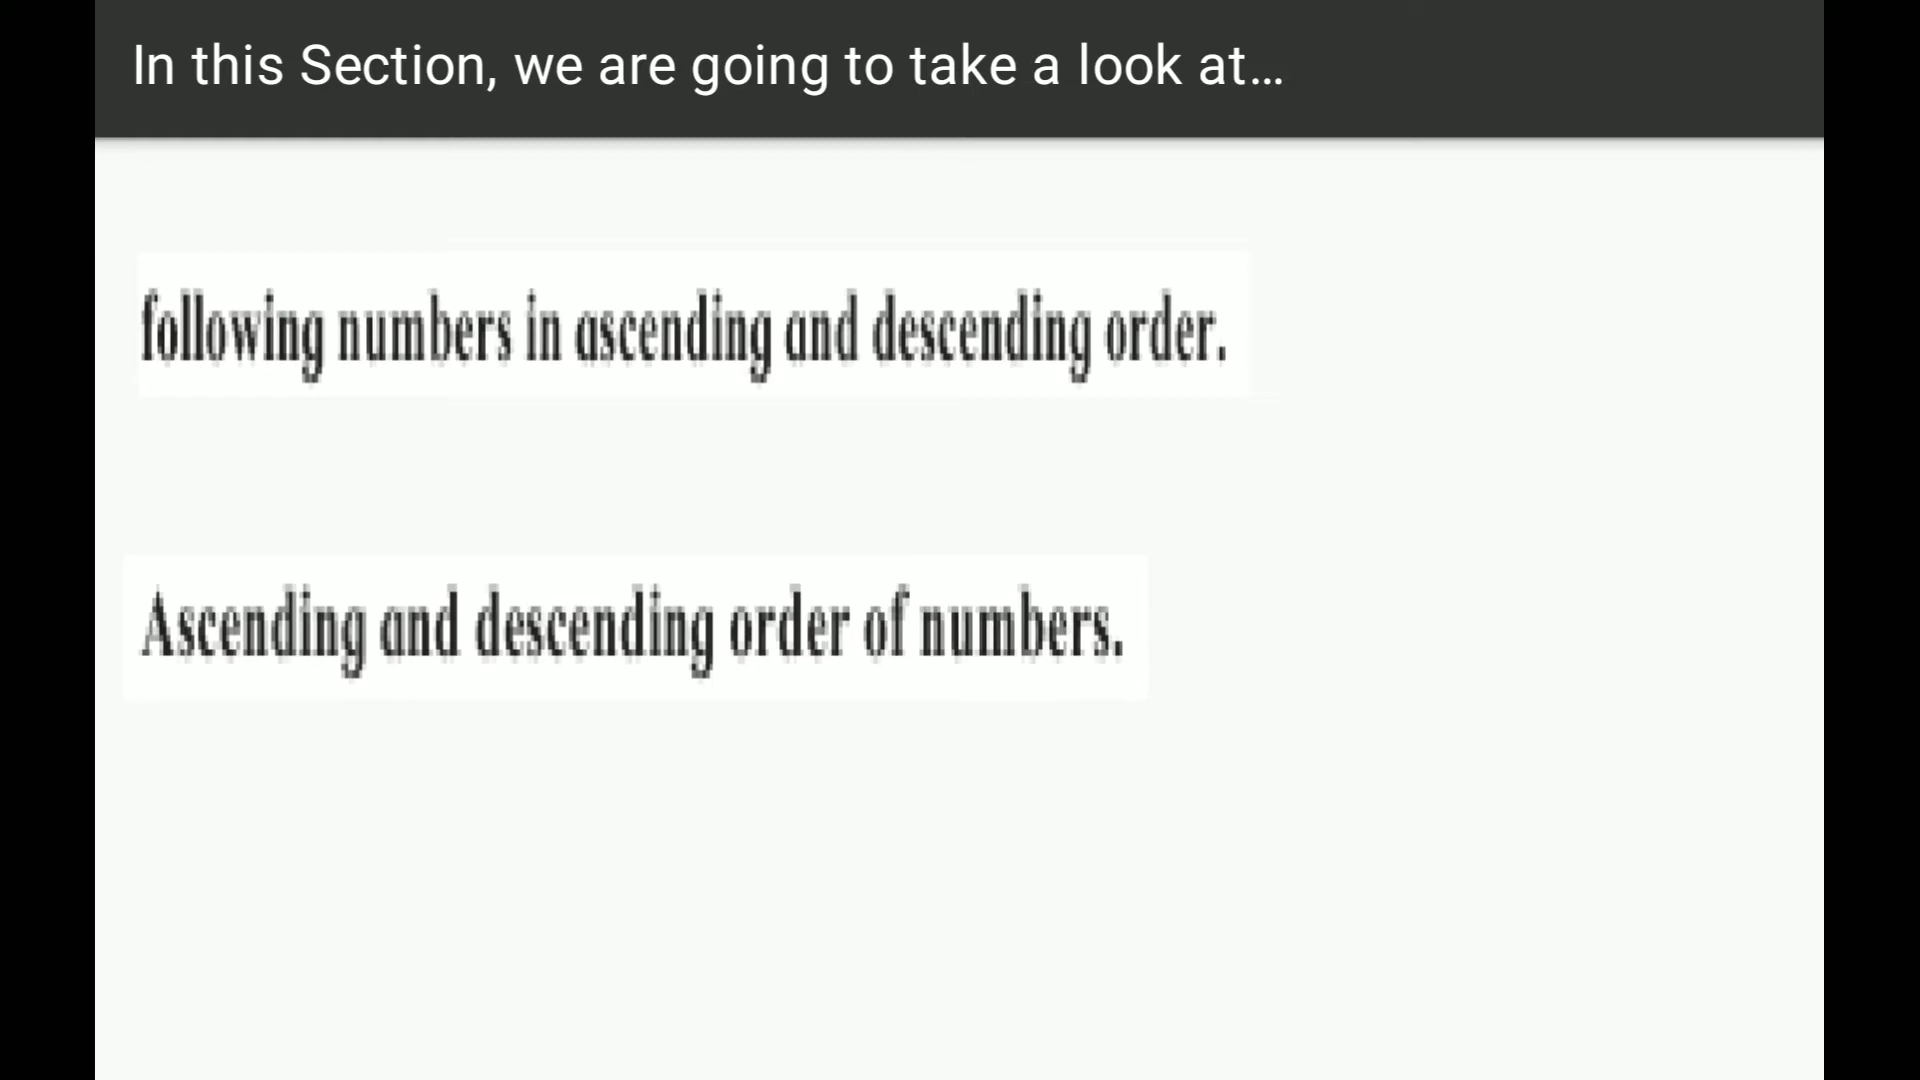 In this Section, we are going to take a look at...
following numbers in ascending and descending order.
Ascending and descending order of numbers.